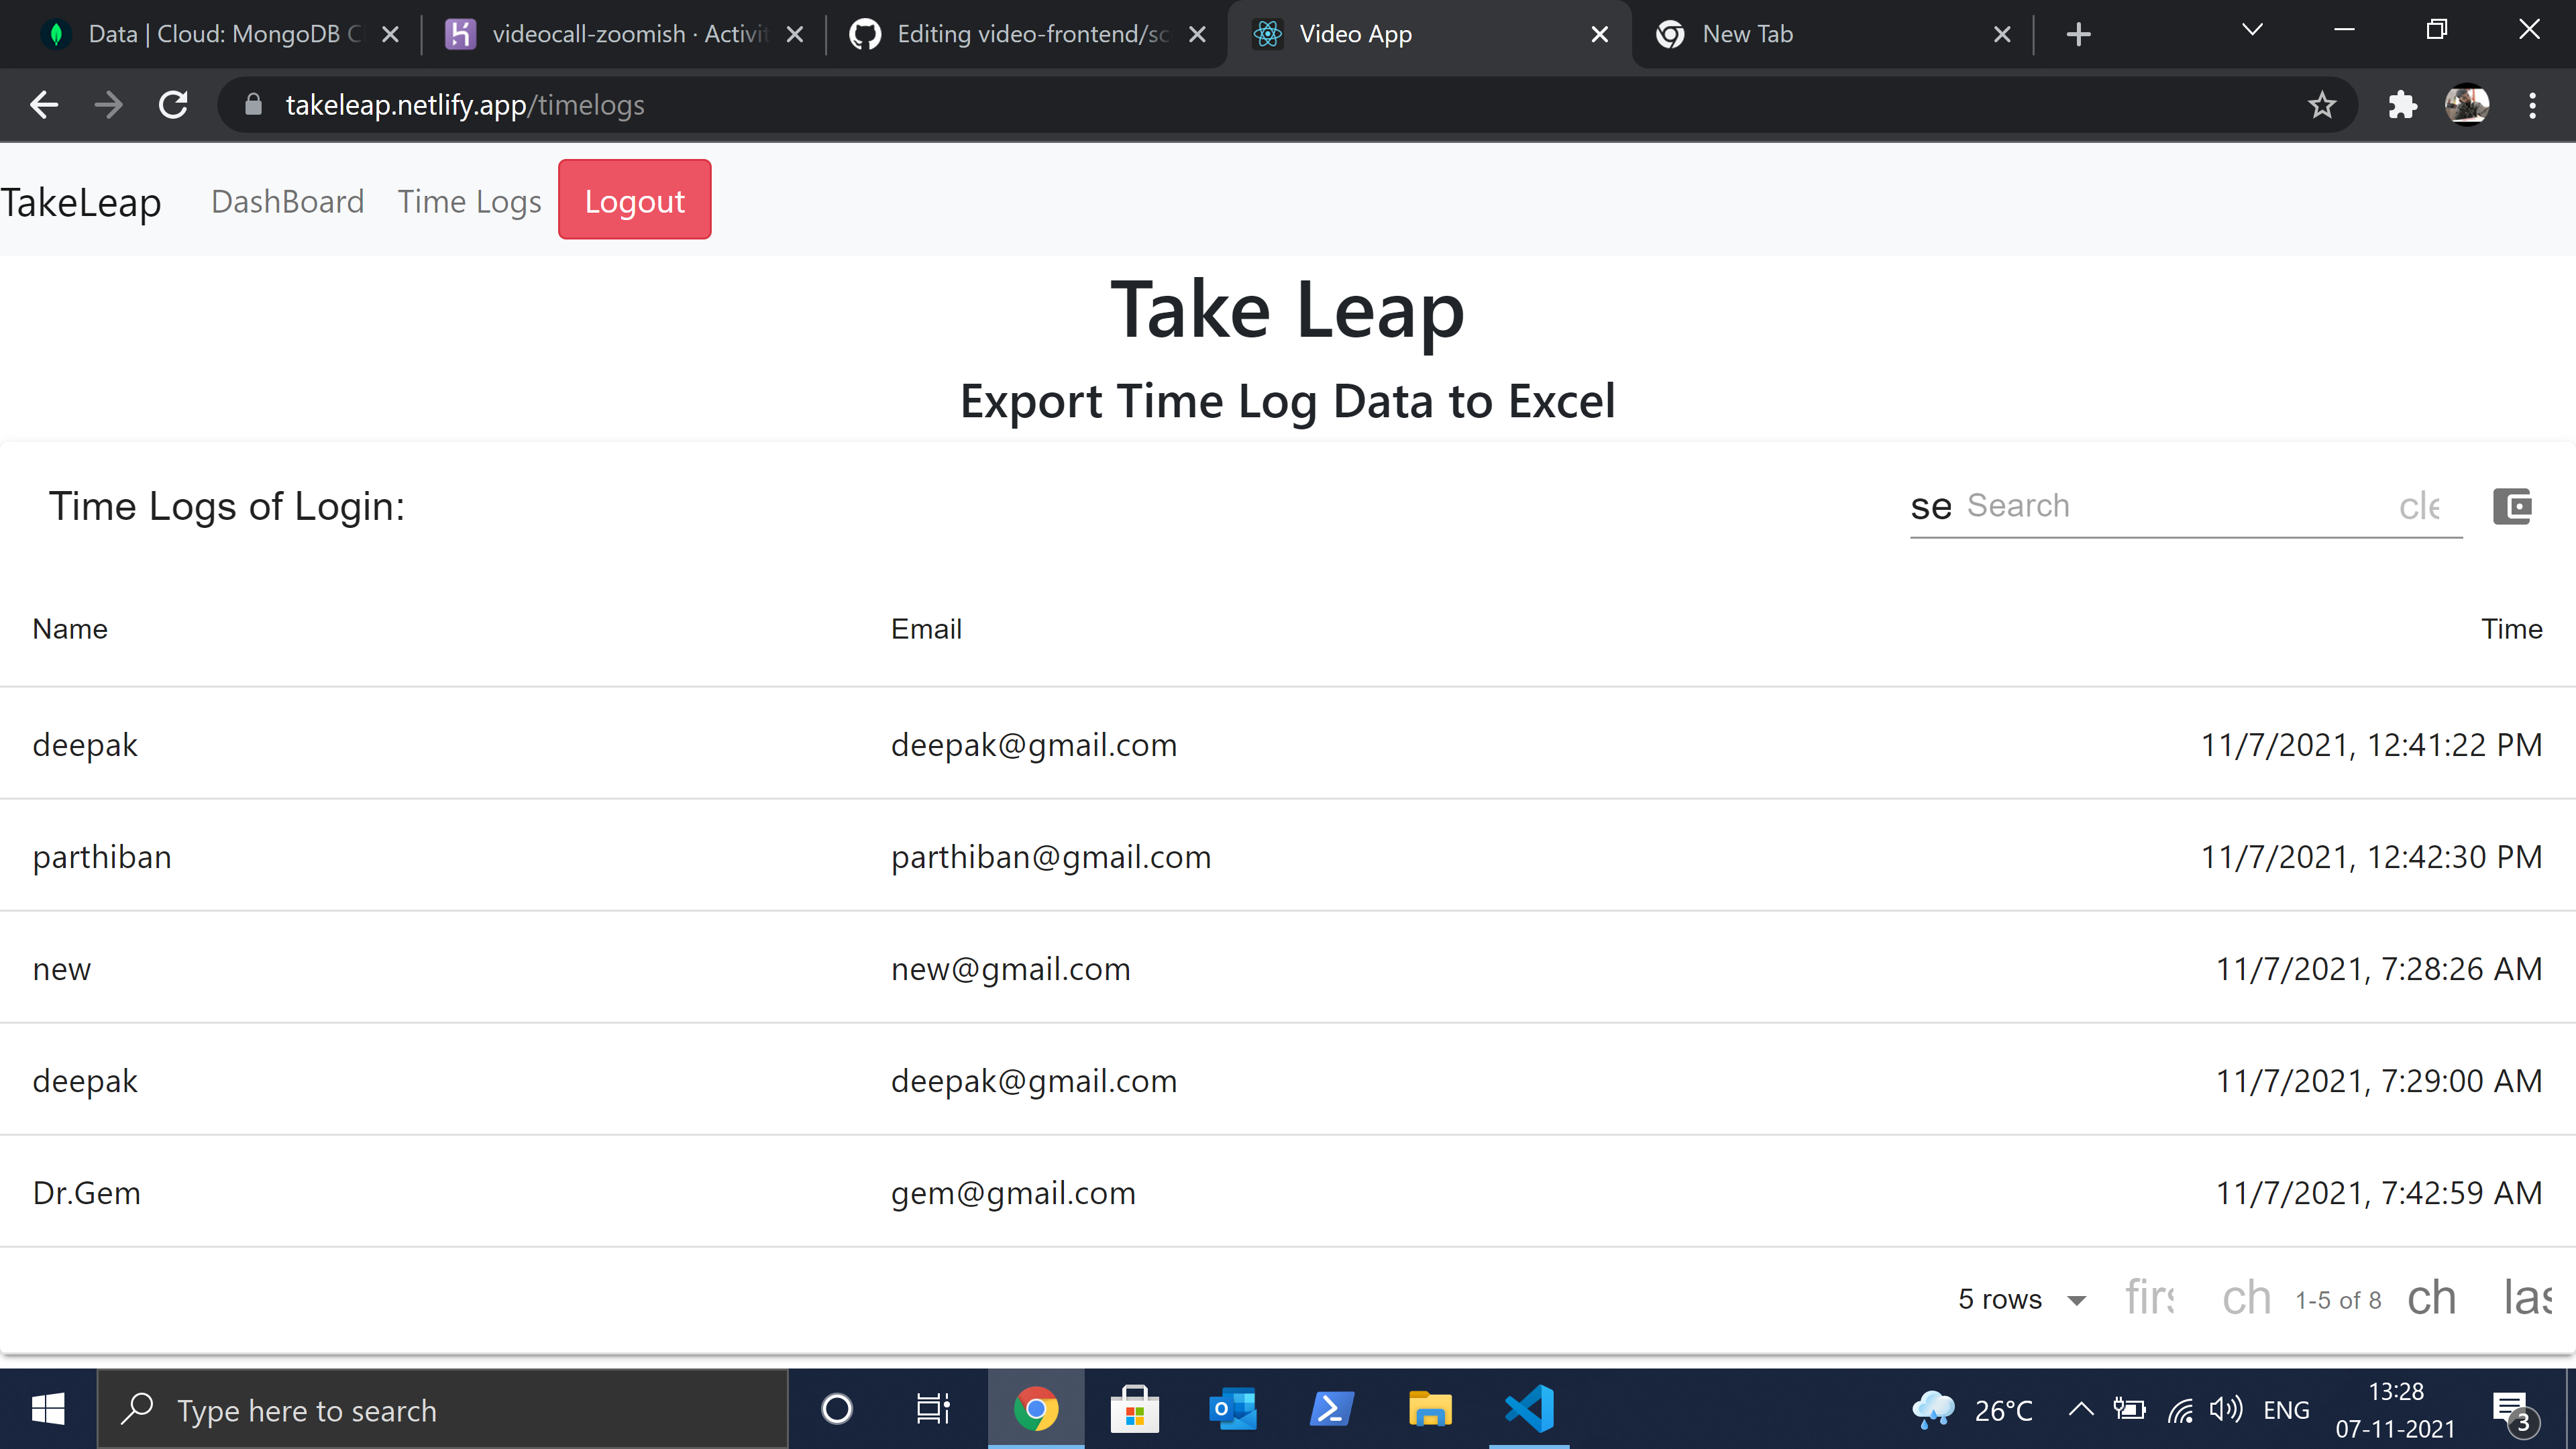 Data | Cloud: MongoDB C
videocall-zoomish · Activit
Editing video-frontend/sc
Video App
New Tab
takeleap.netlify.app/timelogs
TakeLeap DashBoard Time Logs Logout
Take Leap
Export Time Log Data to Excel
Time Logs of Login: se Search cle
Name Email Time
deepak deepak@gmail.com 11/7/2021, 12:41:22 PM
parthiban parthiban@gmail.com 11/7/2021, 12:42:30 PM
new new@gmail.com 11/7/2021, 7:28:26 AM
deepak deepak@gmail.com 11/7/2021, 7:29:00 AM
Dr.Gem gem@gmail.com 11/7/2021, 7:42:59 AM
5 rows firs ch 1-5 of 8 ch las
Type here to search
26°C ENG
13:28
07-11-2021
3